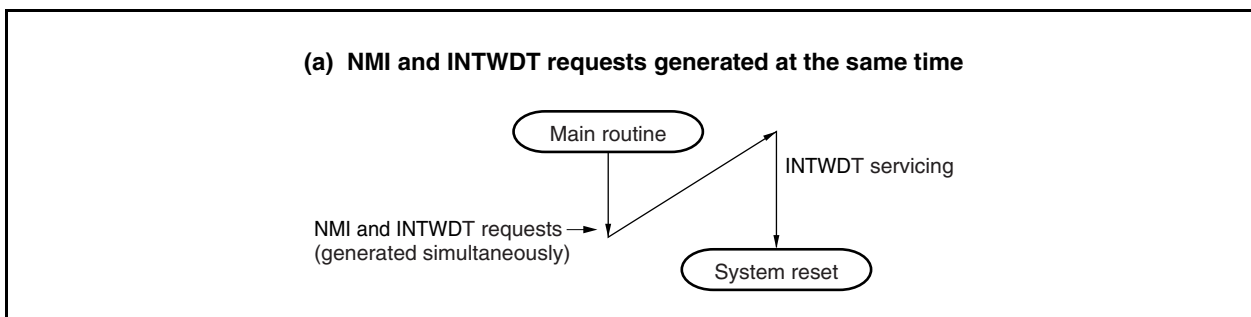 (a) NMI and INTWDT requests generated at the same time
Main routine
INTWDT servicing
NMI and INTWDT requests
(generated simultaneously)
System reset